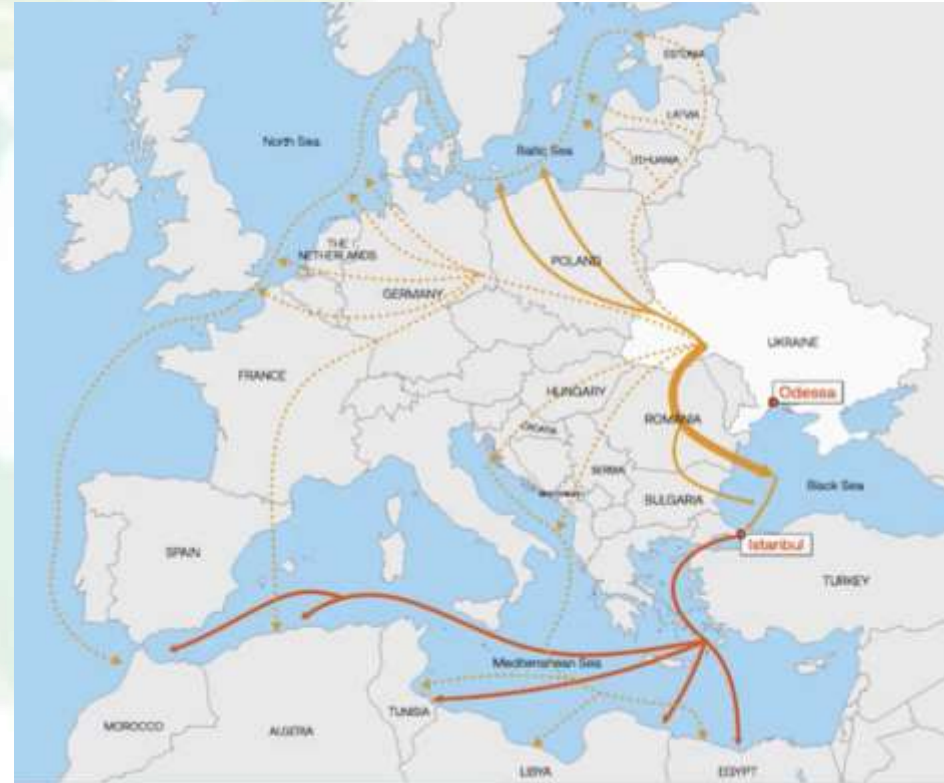 ESTONIA
LATVIA
North Sea
Baltic Sea
LITHUANIA
THE
NETHERLANDS
POLAND
GERMANY
UKRAINE
FRANCE
HUNGARY
Odessa
CROATIA
ROMANIA
SERBIA
Black Sea
BULGARIA
Istanbul
SPAIN
TURKEY
Mediterranean Sea
TUNISIA
MOROCCO
ALGERIA
LIBYA
EGYPT